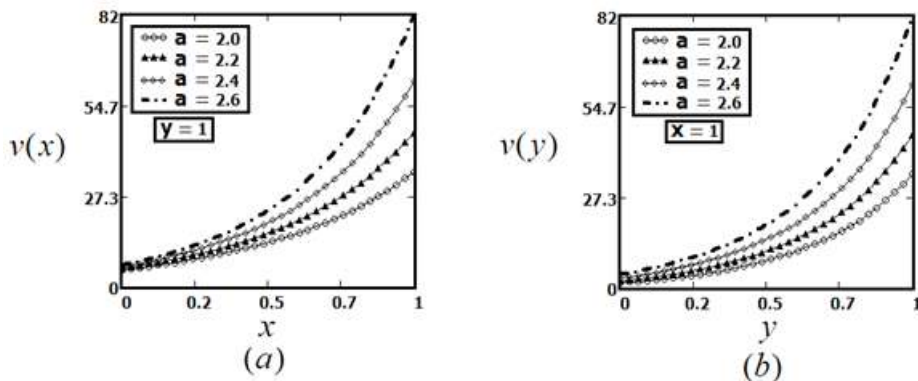 82
54.7
27.3
0
v(x)
a = 2.0
a = 2.2
a = 2.4
a = 2.6
y = 1
0 0.2 0.5 0.7 1
x
(a)
82
54.7
27.3
0
v(y)
a = 2.0
a = 2.2
a = 2.4
a = 2.6
x = 1
0 0.2 0.5 0.7 1
y
(b)